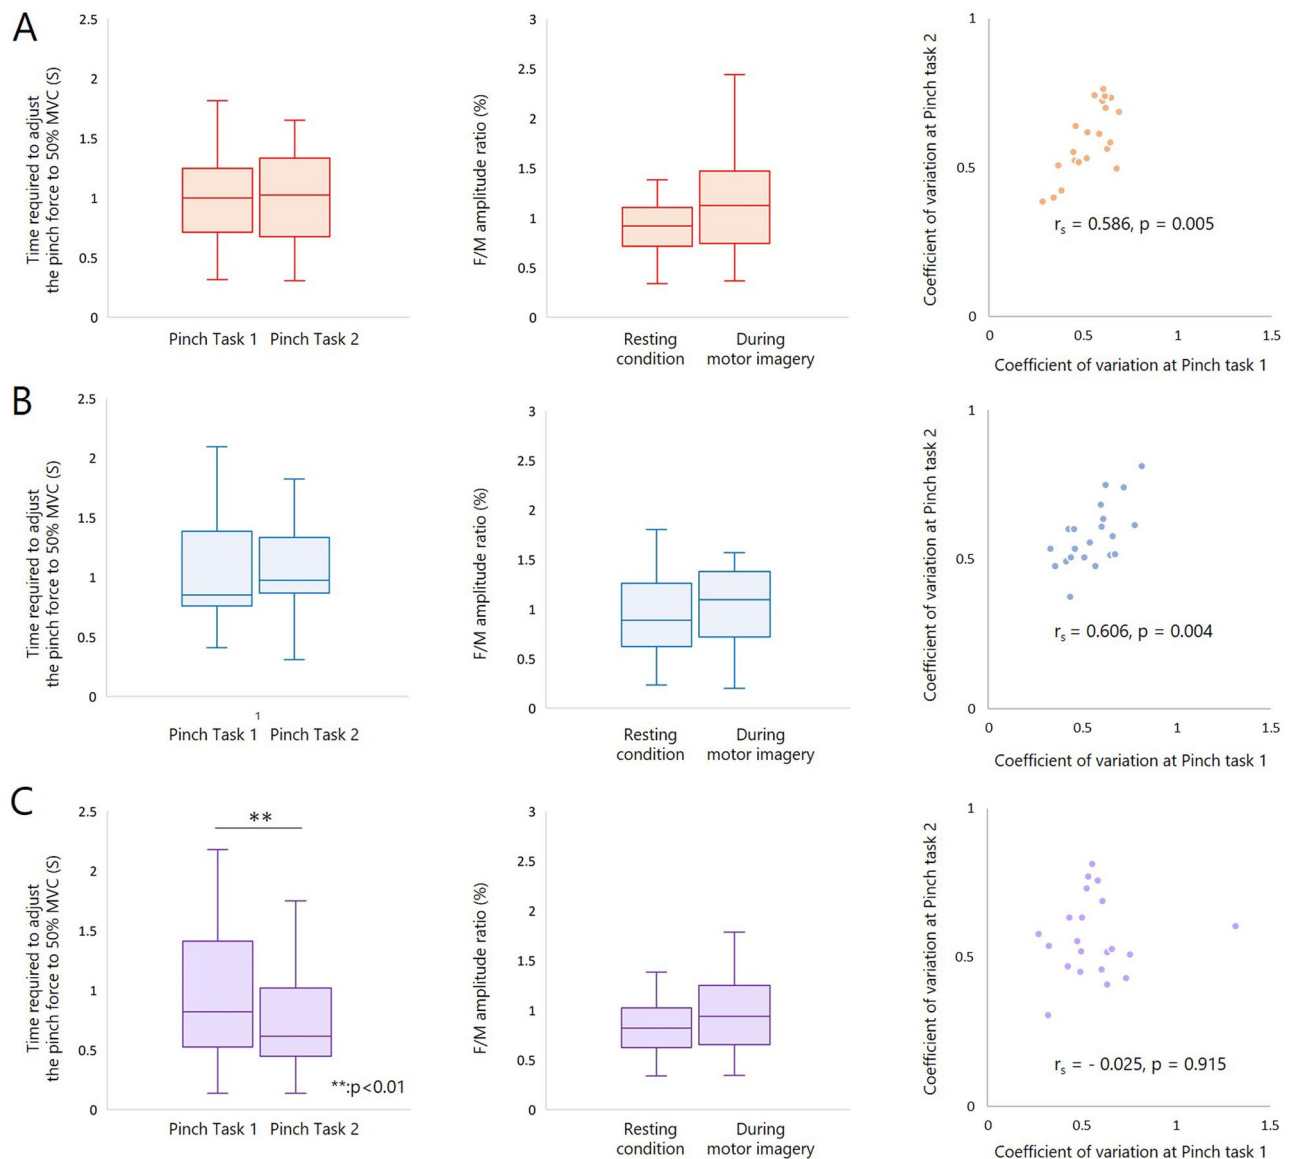 A
Time required to adjust
the pinch force to 50% MVC (S)
2.5
2
1.5
1
0.5
0
Pinch Task 1 Pinch Task 2
F/M amplitude ratio (%)
3
2.5
2
1.5
1
0.5
0
Resting
condition
During
motor imagery
Coefficient of variation at Pinch task 2
1
0.5
0
rs = 0.586, p = 0.005
0 0.5 1 1.5
Coefficient of variation at Pinch task 1
B
Time required to adjust
the pinch force to 50% MVC (S)
2.5
2
1.5
1
0.5
0
1
Pinch Task 1 Pinch Task 2
F/M amplitude ratio (%)
3
2.5
2
1.5
1
0.5
0
Resting
condition
During
motor imagery
Coefficient of variation at Pinch task 2
1
0.5
0
rs = 0.606, p = 0.004
0 0.5 1 1.5
Coefficient of variation at Pinch task 1
C
Time required to adjust
the pinch force to 50% MVC (S)
2.5
2
1.5
1
0.5
0
**
**:p<0.01
Pinch Task 1 Pinch Task 2
F/M amplitude ratio (%)
3
2.5
2
1.5
1
0.5
0
Resting
condition
During
motor imagery
Coefficient of variation at Pinch task 2
1
0.5
0
rs = - 0.025, p = 0.915
0 0.5 1 1.5
Coefficient of variation at Pinch task 1